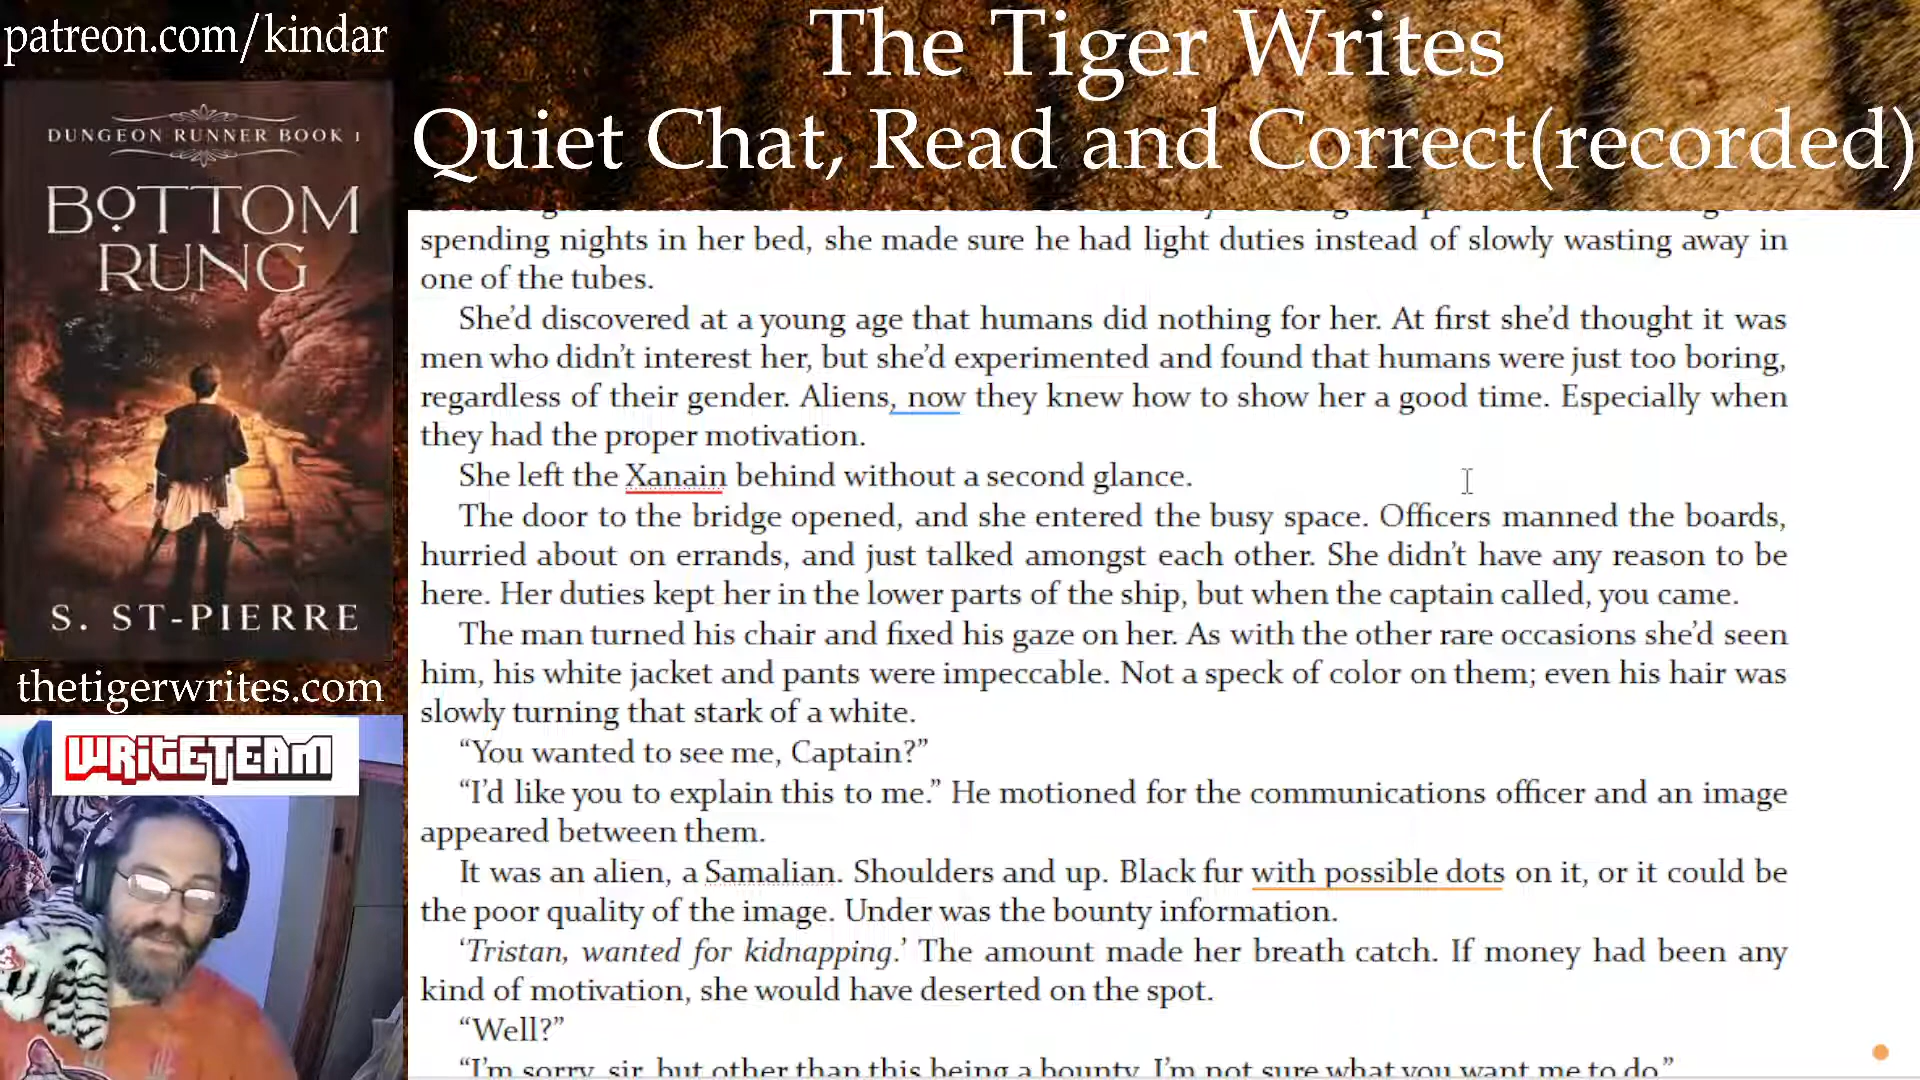 patreon.com/kindar
The Tiger Writes
Quiet Chat, Read and Correct(recorded)
DUNGEON RUNNER BOOK 1
BOTTOM
RUNG
S. ST-PIERRE
thetigerwrites.com
WRITETEAM
spending nights in her bed, she made sure he had light duties instead of slowly wasting away in
one of the tubes.
She’d discovered at a young age that humans did nothing for her. At first she’d thought it was
men who didn’t interest her, but she’d experimented and found that humans were just too boring,
regardless of their gender. Aliens, now they knew how to show her a good time. Especially when
they had the proper motivation.
She left the Xanain behind without a second glance.
The door to the bridge opened, and she entered the busy space. Officers manned the boards,
hurried about on errands, and just talked amongst each other. She didn’t have any reason to be
here. Her duties kept her in the lower parts of the ship, but when the captain called, you came.
The man turned his chair and fixed his gaze on her. As with the other rare occasions she’d seen
him, his white jacket and pants were impeccable. Not a speck of color on them; even his hair was
slowly turning that stark of a white.
“You wanted to see me, Captain?”
“I’d like you to explain this to me.” He motioned for the communications officer and an image
appeared between them.
It was an alien, a Samalian. Shoulders and up. Black fur with possible dots on it, or it could be
the poor quality of the image. Under was the bounty information.
‘Tristan, wanted for kidnapping.’ The amount made her breath catch. If money had been any
kind of motivation, she would have deserted on the spot.
“Well?”
“I’m sorry, sir, but other than this being a bounty, I’m not sure what you want me to do.”